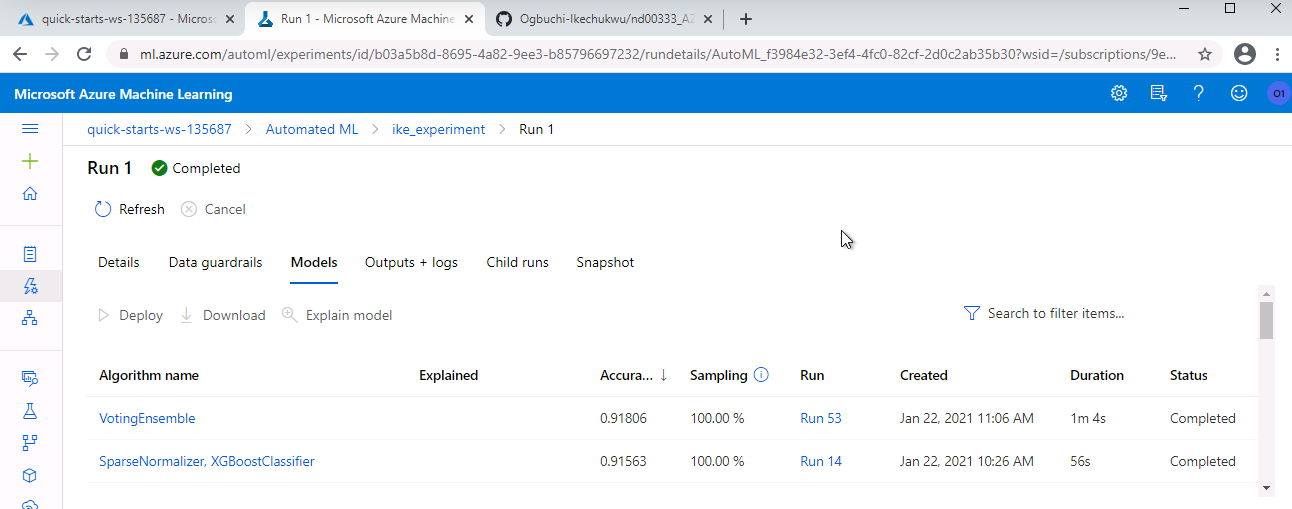 quick-starts-ws-135687 - Microso
Run 1 - Microsoft Azure Machine
Ogbuchi-Ikechukwu/nd00333_AZ
ml.azure.com/automl/experiments/id/b03a5b8d-8695-4a82-9ee3-b85796697232/rundetails/AutoML_f3984e32-3ef4-4fc0-82cf-2d0c2ab35b30?wsid=/subscriptions/9e...
Microsoft Azure Machine Learning
O1
quick-starts-ws-135687 > Automated ML > ike_experiment > Run 1
Run 1 Completed
Refresh Cancel
Details Data guardrails Models Outputs + logs Child runs Snapshot
Deploy Download Explain model Search to filter items...
Algorithm name Explained Accura... ↓ Sampling Run Created Duration Status
VotingEnsemble 0.91806 100.00 % Run 53 Jan 22, 2021 11:06 AM 1m 4s Completed
SparseNormalizer, XGBoostClassifier 0.91563 100.00 % Run 14 Jan 22, 2021 10:26 AM 56s Completed